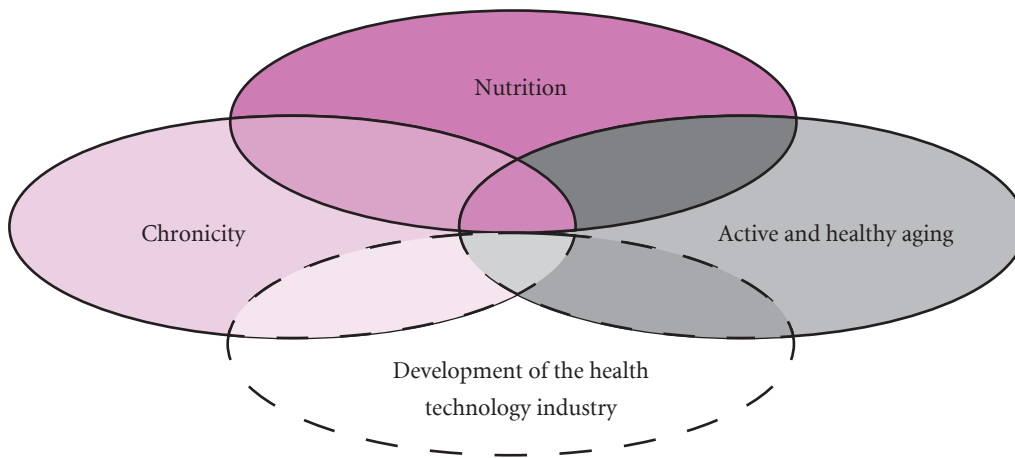 Nutrition
Chronicity
Active and healthy aging
Development of the health
technology industry